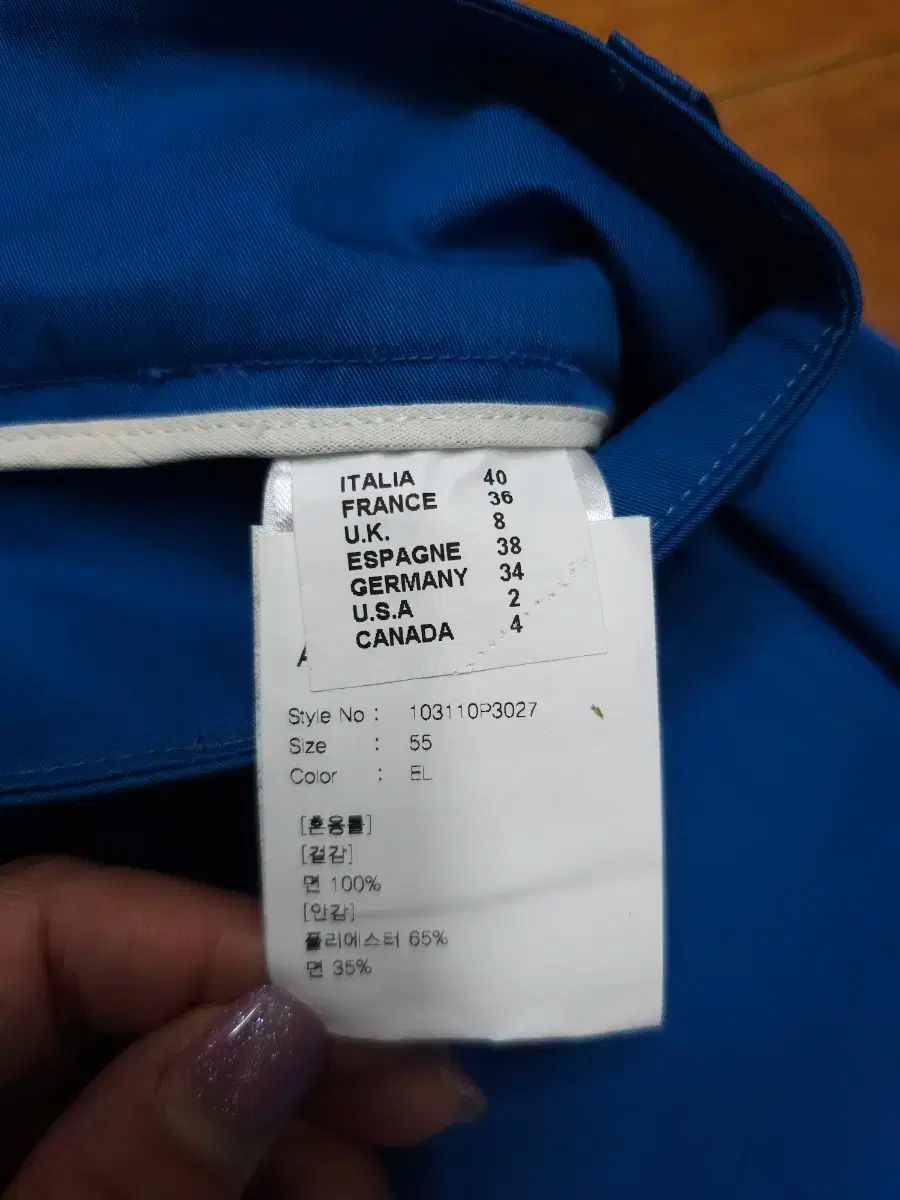 ITALIA 40
FRANCE 36
U.K. 8
ESPAGNE 38
GERMANY 34
U.S.A 2
CANADA 4
Style No : 103110P3027
Size : 55
Color : EL
[혼용률]
[겉감]
면 100%
[안감]
폴리에스터 65%
면 35%